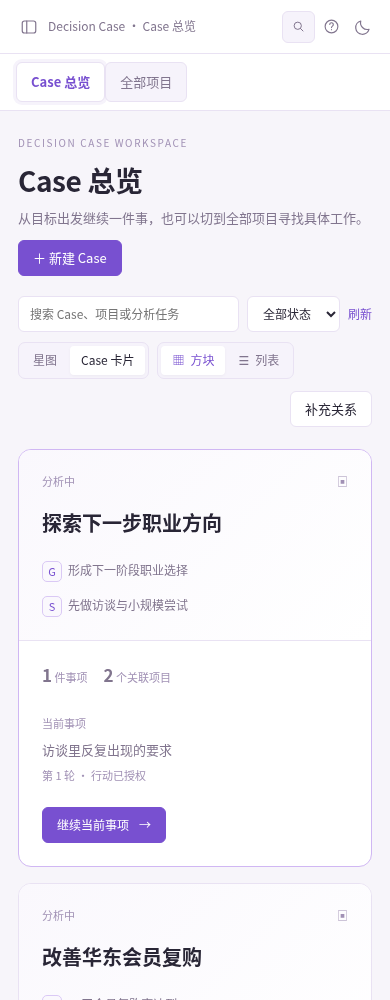 Decision Case • Case 总览
Case 总览
全部项目
DECISION CASE WORKSPACE
Case 总览
从目标出发继续一件事，也可以切到全部项目寻找具体工作。
＋ 新建 Case
搜索 Case、项目或分析任务
全部状态
刷新
星图
Case 卡片
▦ 方块
☰ 列表
补充关系
分析中
探索下一步职业方向
G 形成下一阶段职业选择
S 先做访谈与小规模尝试
1 件事项 2 个关联项目
当前事项
访谈里反复出现的要求
第 1 轮 · 行动已授权
继续当前事项 →
分析中
改善华东会员复购